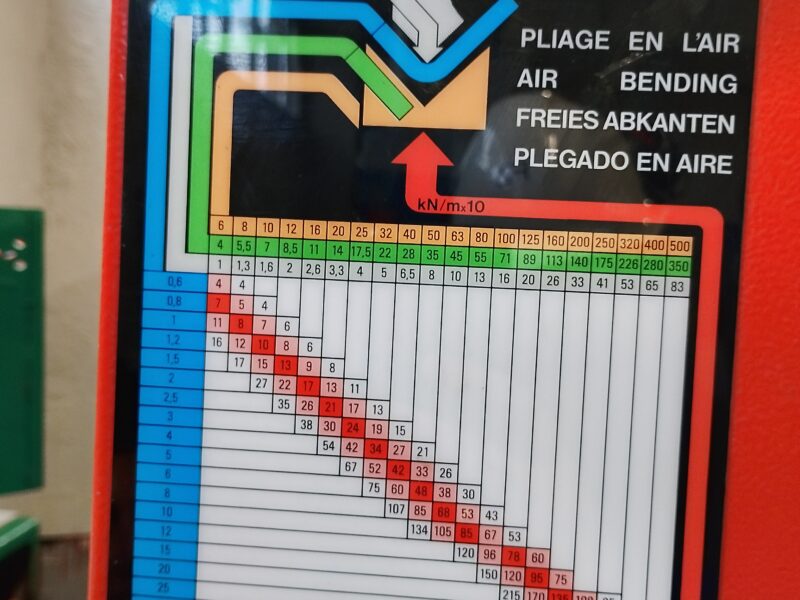 PLIAGE EN L'AIR
AIR BENDING
FREIES ABKANTEN
PLEGADO EN AIRE
kN/mx10
6 8 10 12 16 20 25 32 40 50 63 80 100 125 160 200 250 320 400 500
4 5,5 7 8,5 11 14 17,5 22 28 35 45 55 71 89 113 140 175 226 280 350
1 1,3 1,6 2 2,6 3,3 4 5 6,5 8 10 13 16 20 26 33 41 53 65 83
0,6 4 4
0,8 7 5 4
1 11 8 7 6
1,2 16 12 10 8 6
1,5 17 15 13 9 8
2 27 22 17 13 11
2,5 35 26 21 17 13
3 38 30 24 19 15
4 54 42 34 27 21
5 67 52 42 33 26
6 75 60 48 38 30
8 107 85 68 53 43
10 134 105 85 67 53
12 120 96 78 60
15 150 120 95 75
20 215 170 135
25